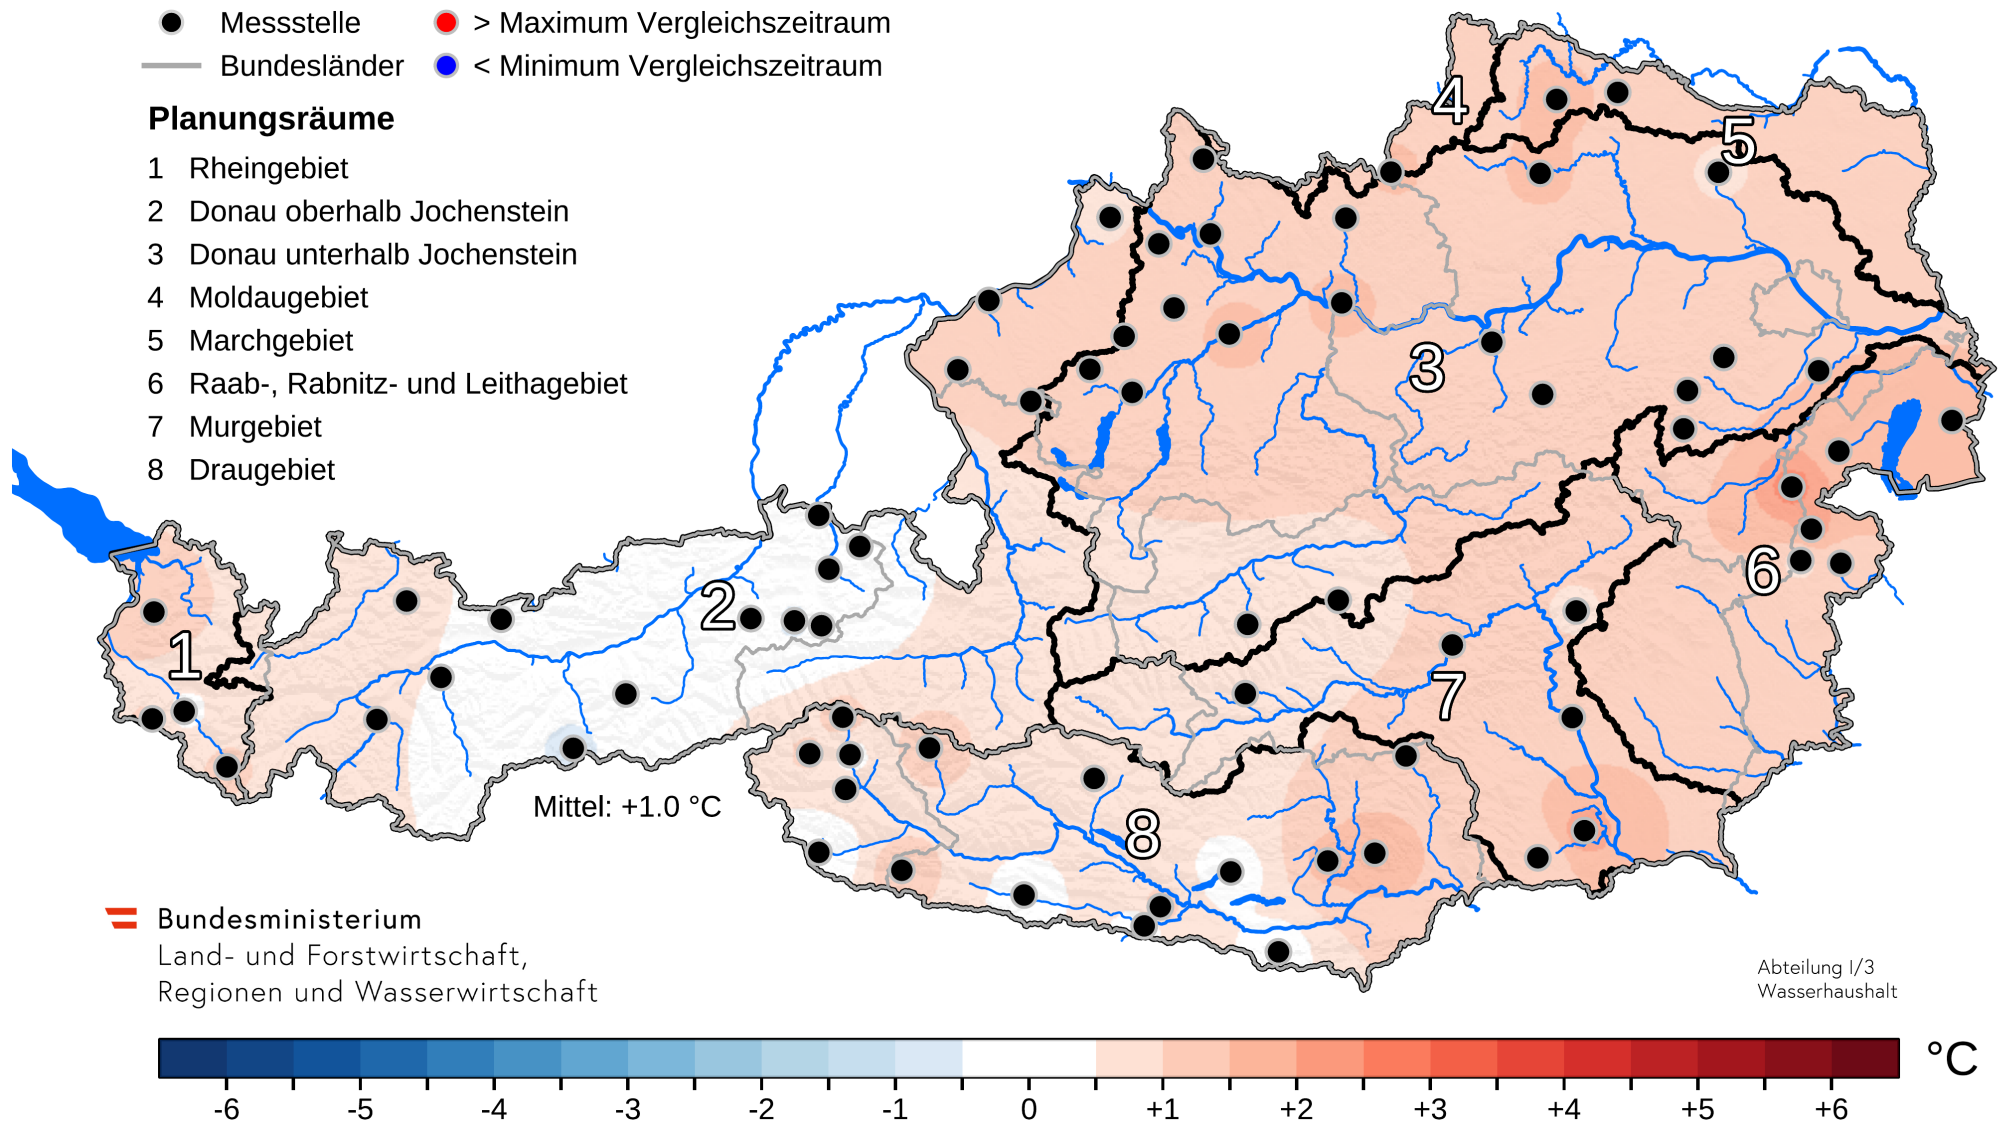 Messstelle
> Maximum Vergleichszeitraum
Bundesländer
< Minimum Vergleichszeitraum
Planungsräume
1 Rheingebiet
2 Donau oberhalb Jochenstein
3 Donau unterhalb Jochenstein
4 Moldaugebiet
5 Marchgebiet
6 Raab-, Rabnitz- und Leithagebiet
7 Murgebiet
8 Draugebiet
4
5
3
6
2
1
7
8
Mittel: +1.0 °C
Bundesministerium
Land- und Forstwirtschaft,
Regionen und Wasserwirtschaft
Abteilung I/3
Wasserhaushalt
°C
-6 -5 -4 -3 -2 -1 0 +1 +2 +3 +4 +5 +6